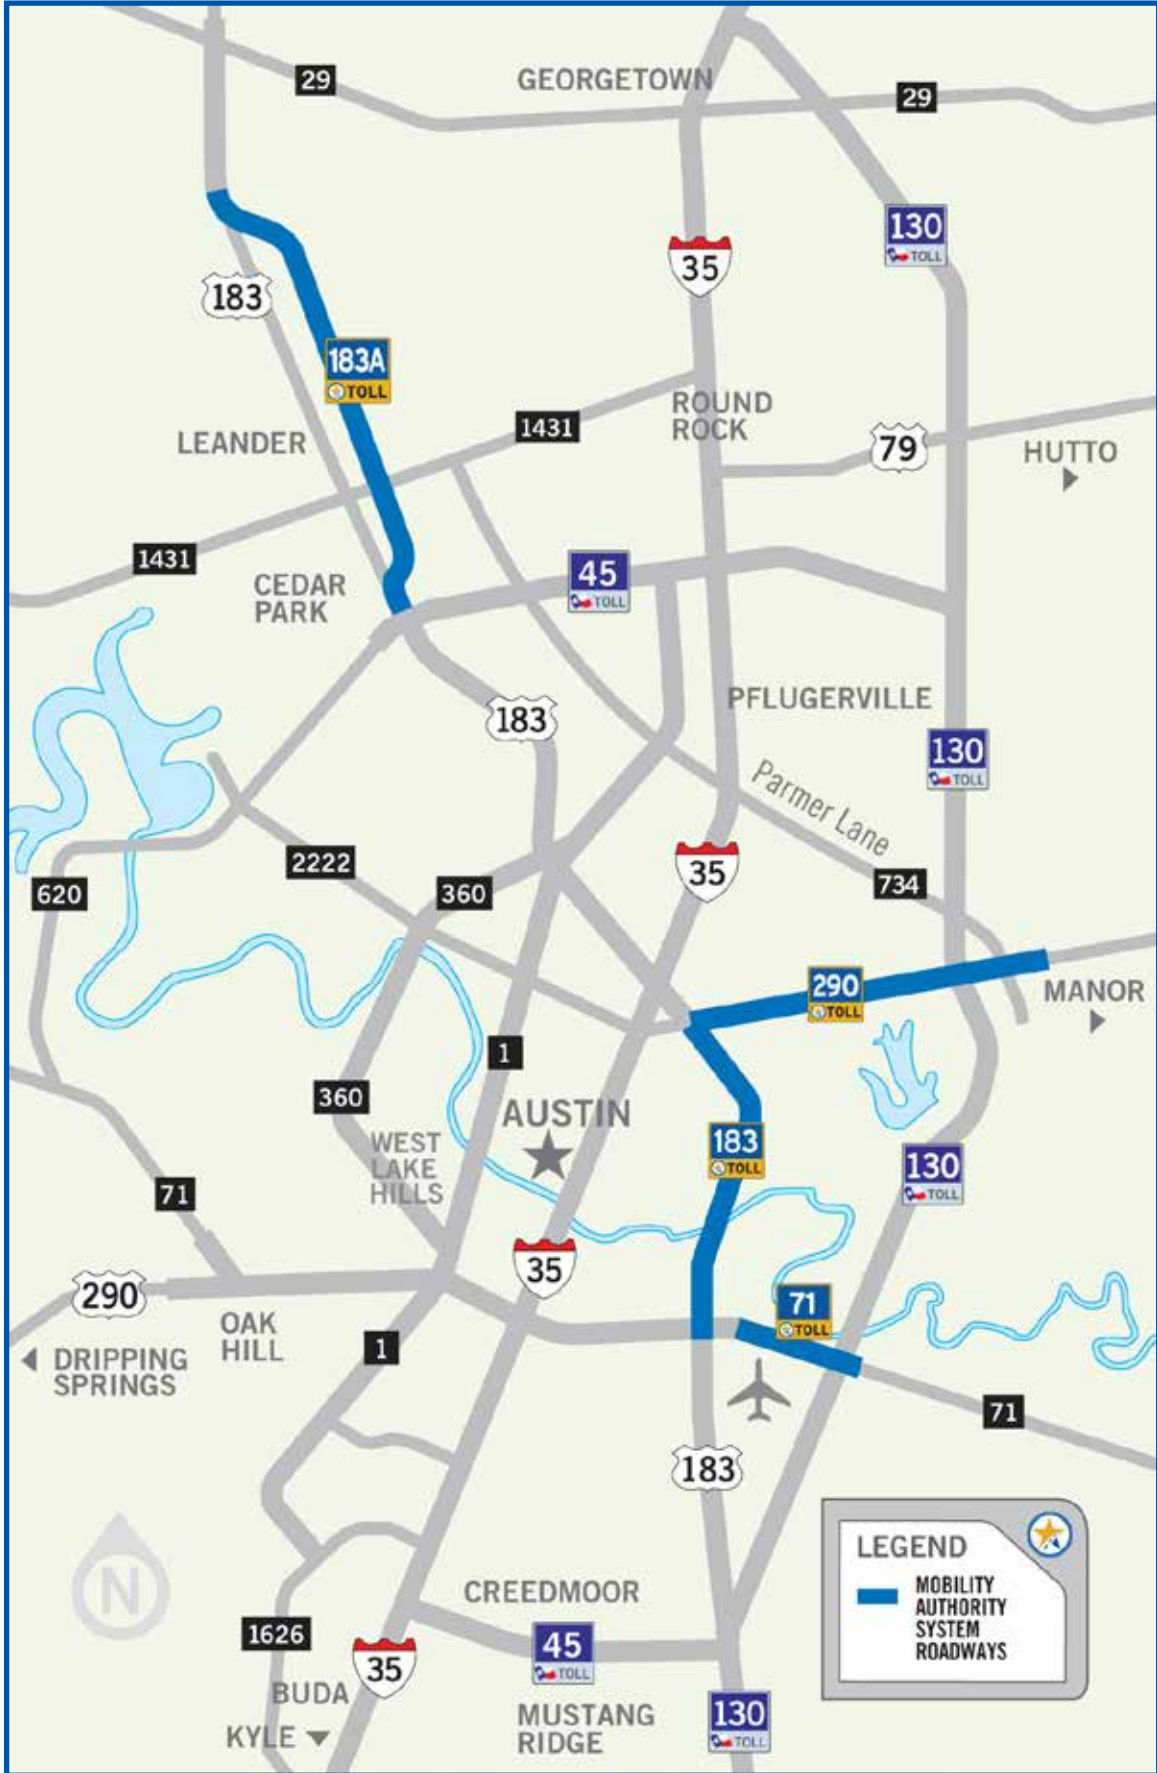 29
GEORGETOWN
29
130
TOLL
35
183
183A
TOLL
ROUND
ROCK
1431
LEANDER
79
HUTTO
1431
45
TOLL
CEDAR
PARK
PFLUGERVILLE
183
130
TOLL
Parmer Lane
2222
35
734
620
360
290
TOLL
MANOR
1
360
AUSTIN
183
TOLL
WEST
LAKE
HILLS
130
TOLL
71
35
290
71
TOLL
OAK
HILL
1
DRIPPING
SPRINGS
71
183
LEGEND
MOBILITY
AUTHORITY
SYSTEM
ROADWAYS
N
CREEDMOOR
1626
45
TOLL
35
BUDA
MUSTANG
RIDGE
130
TOLL
KYLE